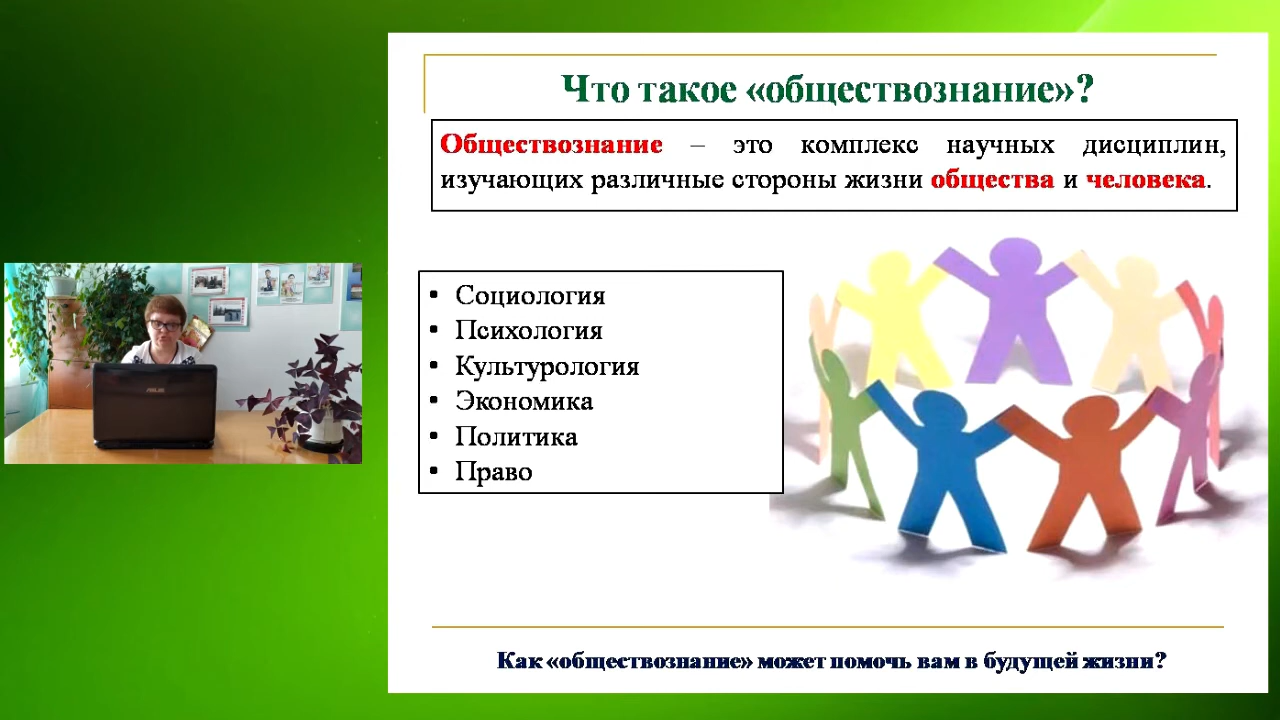 Что такое «обществознание»?
Обществознание – это комплекс научных дисциплин,
изучающих различные стороны жизни общества и человека.
• Социология
• Психология
• Культурология
• Экономика
• Политика
• Право
ASUS
Как «обществознание» может помочь вам в будущей жизни?